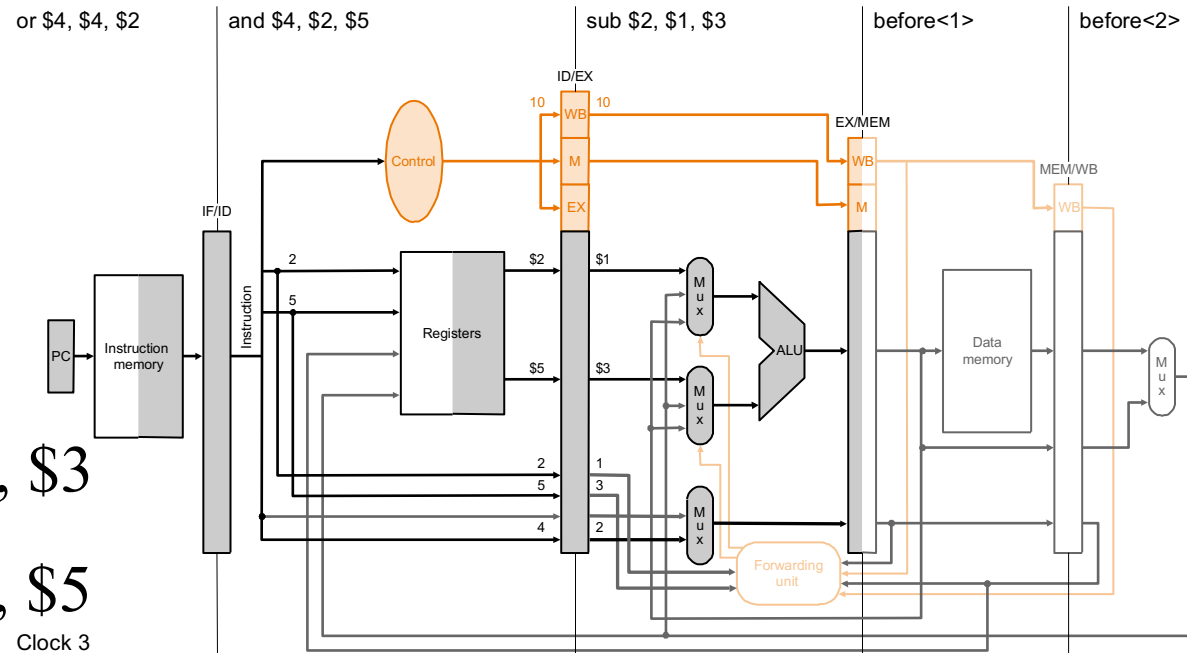 or $4, $4, $2
and $4, $2, $5
sub $2, $1, $3
before<1>
before<2>
ID/EX
10
WB
10
EX/MEM
Control
M
WB
MEM/WB
IF/ID
EX
M
WB
2
$2
$1
M
u
x
5
Instruction
Registers
PC
Instruction
memory
ALU
Data
memory
M
u
x
$5
$3
M
u
x
, $3
2
1
5
3
M
u
x
4
2
Forwarding
unit
, $5
Clock 3